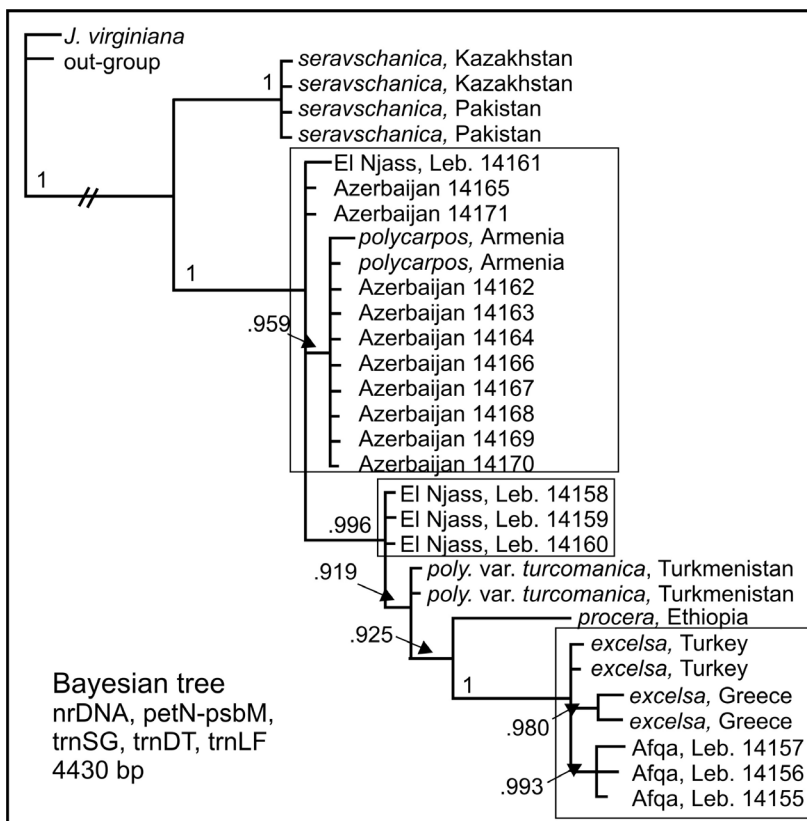 J. virginiana
out-group
seravschanica, Kazakhstan
1
seravschanica, Kazakhstan
seravschanica, Pakistan
seravschanica, Pakistan
El Njass, Leb. 14161
1
Azerbaijan 14165
Azerbaijan 14171
polycarpos, Armenia
polycarpos, Armenia
1
Azerbaijan 14162
Azerbaijan 14163
.959
Azerbaijan 14164
Azerbaijan 14166
Azerbaijan 14167
Azerbaijan 14168
Azerbaijan 14169
Azerbaijan 14170
El Njass, Leb. 14158
.996
El Njass, Leb. 14159
El Njass, Leb. 14160
.919
poly. var. turcomanica, Turkmenistan
poly. var. turcomanica, Turkmenistan
procera, Ethiopia
.925
excelsa, Turkey
excelsa, Turkey
1
excelsa, Greece
excelsa, Greece
.980
Afqa, Leb. 14157
Afqa, Leb. 14156
.993
Afqa, Leb. 14155
Bayesian tree
nrDNA, petN-psbM,
trnSG, trnDT, trnLF
4430 bp